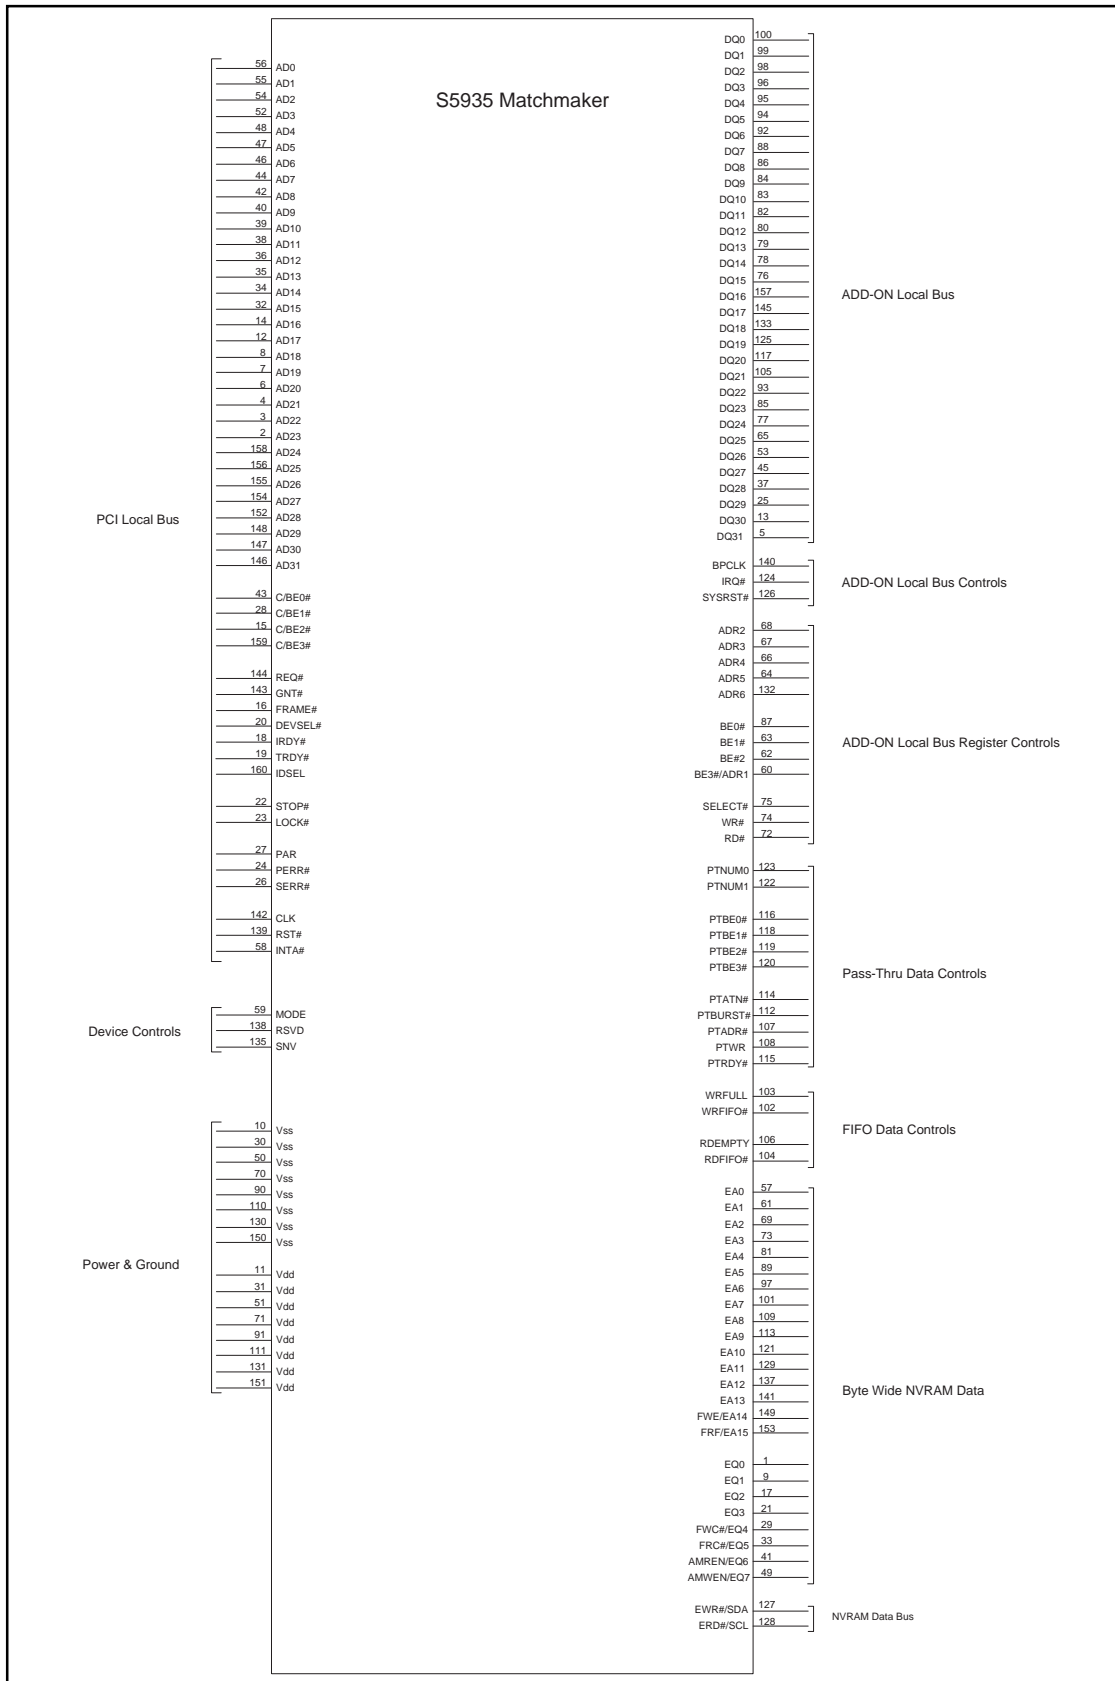 S5935 Matchmaker
PCI Local Bus
56 AD0
55 AD1
54 AD2
52 AD3
48 AD4
47 AD5
46 AD6
44 AD7
42 AD8
40 AD9
39 AD10
38 AD11
36 AD12
35 AD13
34 AD14
32 AD15
14 AD16
12 AD17
8 AD18
7 AD19
6 AD20
4 AD21
3 AD22
2 AD23
158 AD24
156 AD25
155 AD26
154 AD27
152 AD28
148 AD29
147 AD30
146 AD31
43 C/BE0#
28 C/BE1#
15 C/BE2#
159 C/BE3#
144 REQ#
143 GNT#
16 FRAME#
20 DEVSEL#
18 IRDY#
19 TRDY#
160 IDSEL
22 STOP#
23 LOCK#
27 PAR
24 PERR#
26 SERR#
142 CLK
139 RST#
58 INTA#
Device Controls
59 MODE
138 RSVD
135 SNV
Power & Ground
10 Vss
30 Vss
50 Vss
70 Vss
90 Vss
110 Vss
130 Vss
150 Vss
11 Vdd
31 Vdd
51 Vdd
71 Vdd
91 Vdd
111 Vdd
131 Vdd
151 Vdd
DQ0 100
DQ1 99
DQ2 98
DQ3 96
DQ4 95
DQ5 94
DQ6 92
DQ7 88
DQ8 86
DQ9 84
DQ10 83
DQ11 82
DQ12 80
DQ13 79
DQ14 78
DQ15 76
DQ16 157
DQ17 145
DQ18 133
DQ19 125
DQ20 117
DQ21 105
DQ22 93
DQ23 85
DQ24 77
DQ25 65
DQ26 53
DQ27 45
DQ28 37
DQ29 25
DQ30 13
DQ31 5
ADD-ON Local Bus
BPCLK 140
IRQ# 124
SYSRST# 126
ADD-ON Local Bus Controls
ADR2 68
ADR3 67
ADR4 66
ADR5 64
ADR6 132
BE0# 87
BE1# 63
BE#2 62
BE3#/ADR1 60
SELECT# 75
WR# 74
RD# 72
ADD-ON Local Bus Register Controls
PTNUM0 123
PTNUM1 122
PTBE0# 116
PTBE1# 118
PTBE2# 119
PTBE3# 120
PTATN# 114
PTBURST# 112
PTADR# 107
PTWR 108
PTRDY# 115
Pass-Thru Data Controls
WRFULL 103
WRFIFO# 102
RDEMPTY 106
RDFIFO# 104
FIFO Data Controls
EA0 57
EA1 61
EA2 69
EA3 73
EA4 81
EA5 89
EA6 97
EA7 101
EA8 109
EA9 113
EA10 121
EA11 129
EA12 137
EA13 141
FWE/EA14 149
FRF/EA15 153
EQ0 1
EQ1 9
EQ2 17
EQ3 21
FWC#/EQ4 29
FRC#/EQ5 33
AMREN/EQ6 41
AMWEN/EQ7 49
Byte Wide NVRAM Data
EWR#/SDA 127
ERD#/SCL 128
NVRAM Data Bus